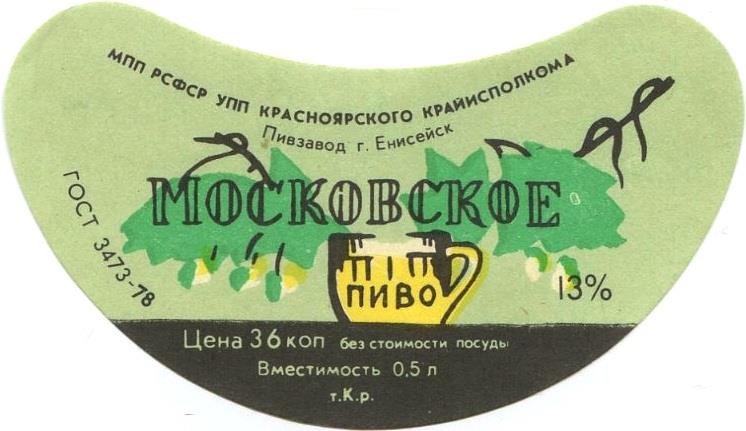 МПП РСФСР УПП КРАСНОЯРСКОГО КРАЙИСПОЛКОМА
Пивзавод г. Енисейск
ГОСТ 3473-78
МОСКОВСКОЕ
ПИВО
13%
Цена 36 коп без стоимости посуды
Вместимость 0,5 л
т.К.р.